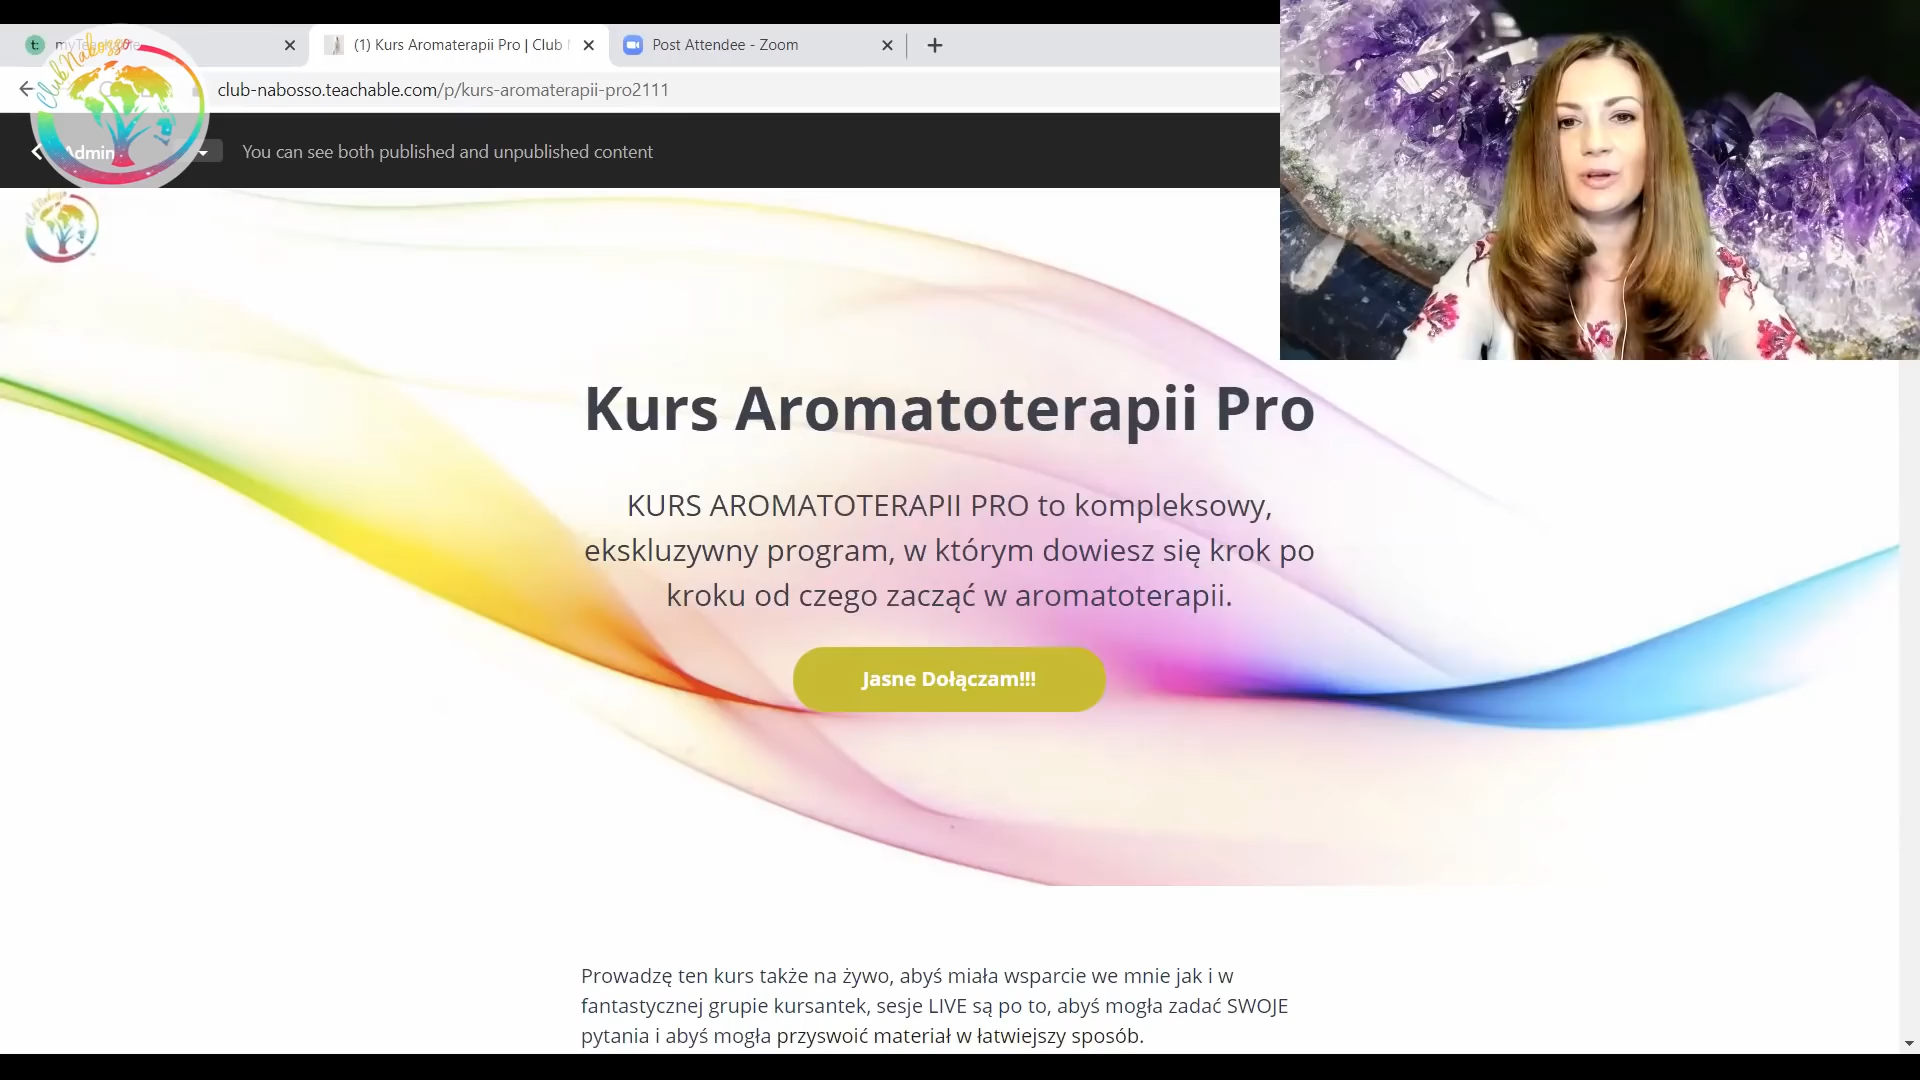 (1) Kurs Aromaterapii Pro | Club
Post Attendee - Zoom
club-nabosso.teachable.com/p/kurs-aromaterapii-pro2111
Club Nabosso
Admin
You can see both published and unpublished content
Kurs Aromatoterapii Pro
KURS AROMATOTERAPII PRO to kompleksowy,
ekskluzywny program, w którym dowiesz się krok po
kroku od czego zacząć w aromatoterapii.
Jasne Dołączam!!!
Prowadzę ten kurs także na żywo, abyś miała wsparcie we mnie jak i w
fantastycznej grupie kursantek, sesje LIVE są po to, abyś mogła zadać SWOJE
pytania i abyś mogła przyswoić materiał w łatwiejszy sposób.